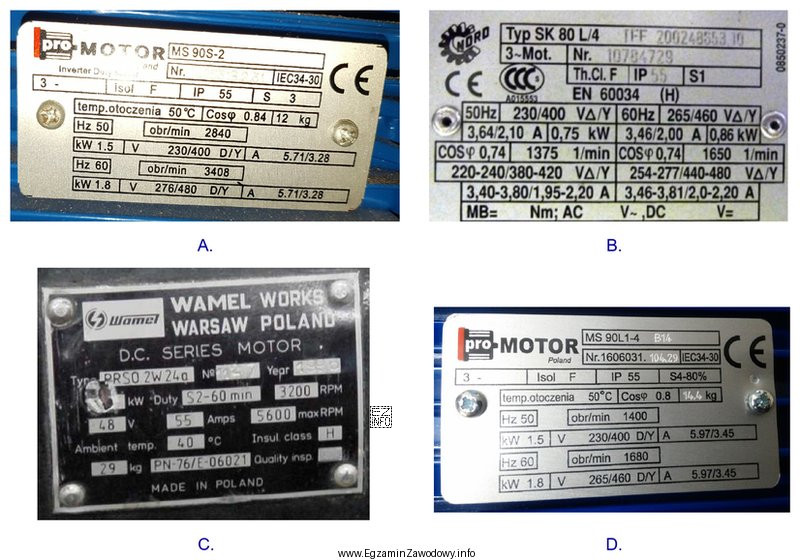 pro-MOTOR
Poland
Inverter Duty
MS 90S-2
Nr.
IEC34-30
CE
3 - Isol F IP 55 S 3
temp.otoczenia 50°C Cosφ 0.84 12 kg
Hz 50 obr/min 2840
kW 1.5 V 230/400 D/Y A 5.71/3.28
Hz 60 obr/min 3408
kW 1.8 V 276/480 D/Y A 5.71/3.28
A.
NORD
Typ SK 80 L/4 TFF
3~Mot. Nr. 10784729
Th.Cl. F IP 55 S1
CE CCC
A015553
EN 60034 (H)
0850237-0
50Hz 230/400 VΔ/Y 60Hz 265/460 VΔ/Y
3,64/2,10 A 0,75 kW 3,46/2,00 A 0,86 kW
COSφ 0,74 1375 1/min COSφ 0,74 1650 1/min
220-240/380-420 VΔ/Y 254-277/440-480 VΔ/Y
3,40-3,80/1,95-2,20 A 3,46-3,81/2,0-2,20 A
MB= Nm; AC V~,DC V=
B.
Wamel
WAMEL WORKS
WARSAW POLAND
D.C. SERIES MOTOR
Type PRSO 2W24a Nº Year
kW Duty S2-60 min 3200 RPM
48 V 55 Amps 5600 max RPM
Ambient temp. 40 °C Insul. class H
29 kg PN-76/E-06021 Quality insp.
MADE IN POLAND
C.
EZ
INFO
pro-MOTOR
Poland
MS 90L1-4 B14
Nr.1606031. 104.29 IEC34-30
CE
3 - Isol F IP 55 S4-80%
temp.otoczenia 50°C Cosφ 0.8 14.4 kg
Hz 50 obr/min 1400
kW 1.5 V 230/400 D/Y A 5.97/3.45
Hz 60 obr/min 1680
kW 1.8 V 265/460 D/Y A 5.97/3.45
D.
www.EgzaminZawodowy.info